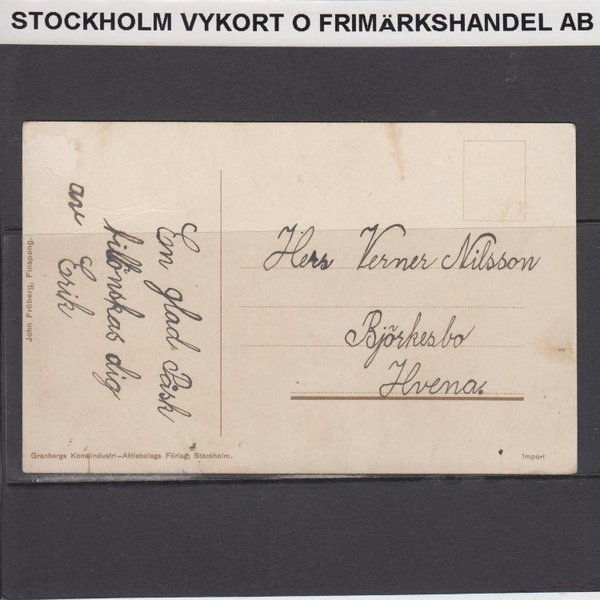 STOCKHOLM VYKORT O FRIMÄRKSHANDEL AB
En glad Påsk
tillönskas dig
av Erik
Herr Verner Nilsson
Björkesbo
Hvena.
John Fröberg, Finspong.
Granbergs Konstindustri-Aktiebolags Förlag, Stockholm.
Import